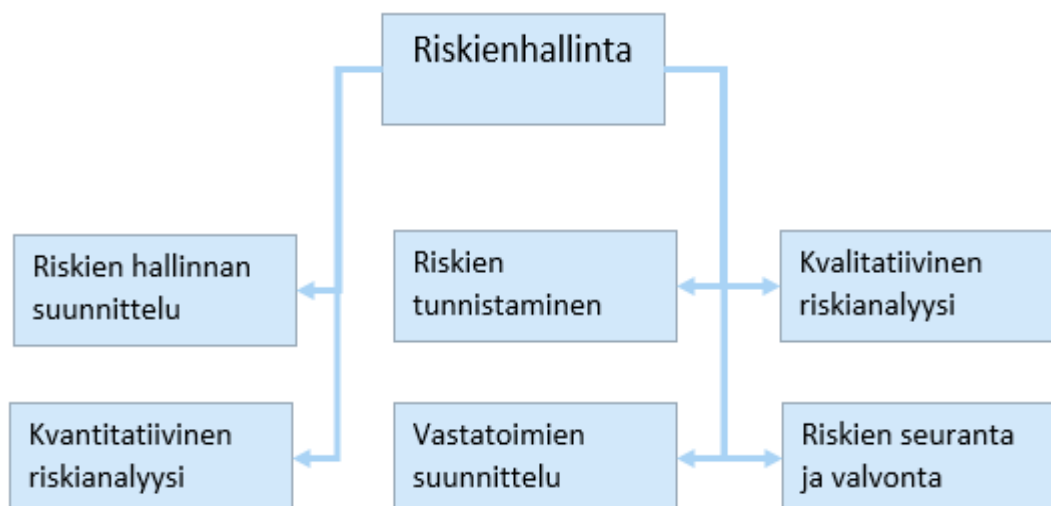 Riskienhallinta
Riskien hallinnan
suunnittelu
Riskien
tunnistaminen
Kvalitatiivinen
riskianalyysi
Kvantitatiivinen
riskianalyysi
Vastatoimien
suunnittelu
Riskien seuranta
ja valvonta